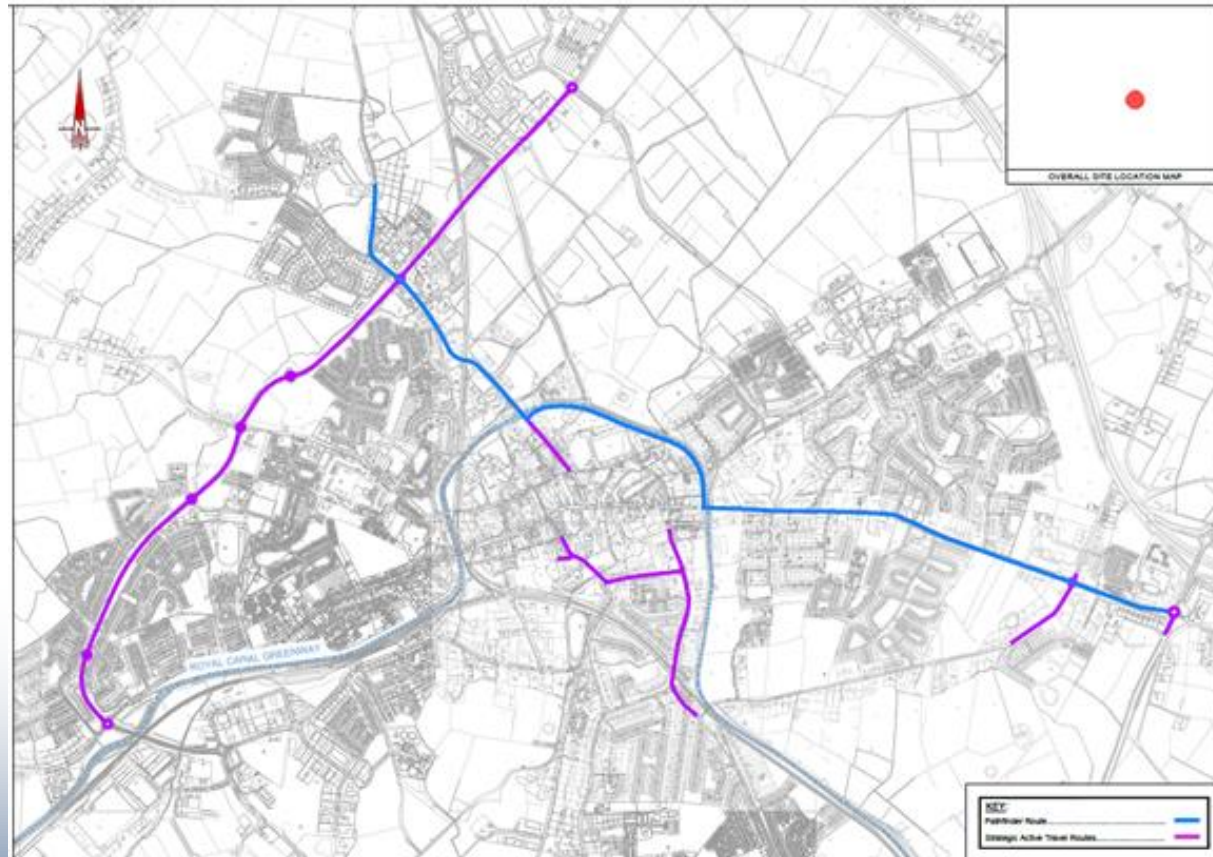 N
OVERALL SITE LOCATION MAP
ROYAL CANAL GREENWAY
KEY:
Pathfinder Route
Strategic Active Travel Routes